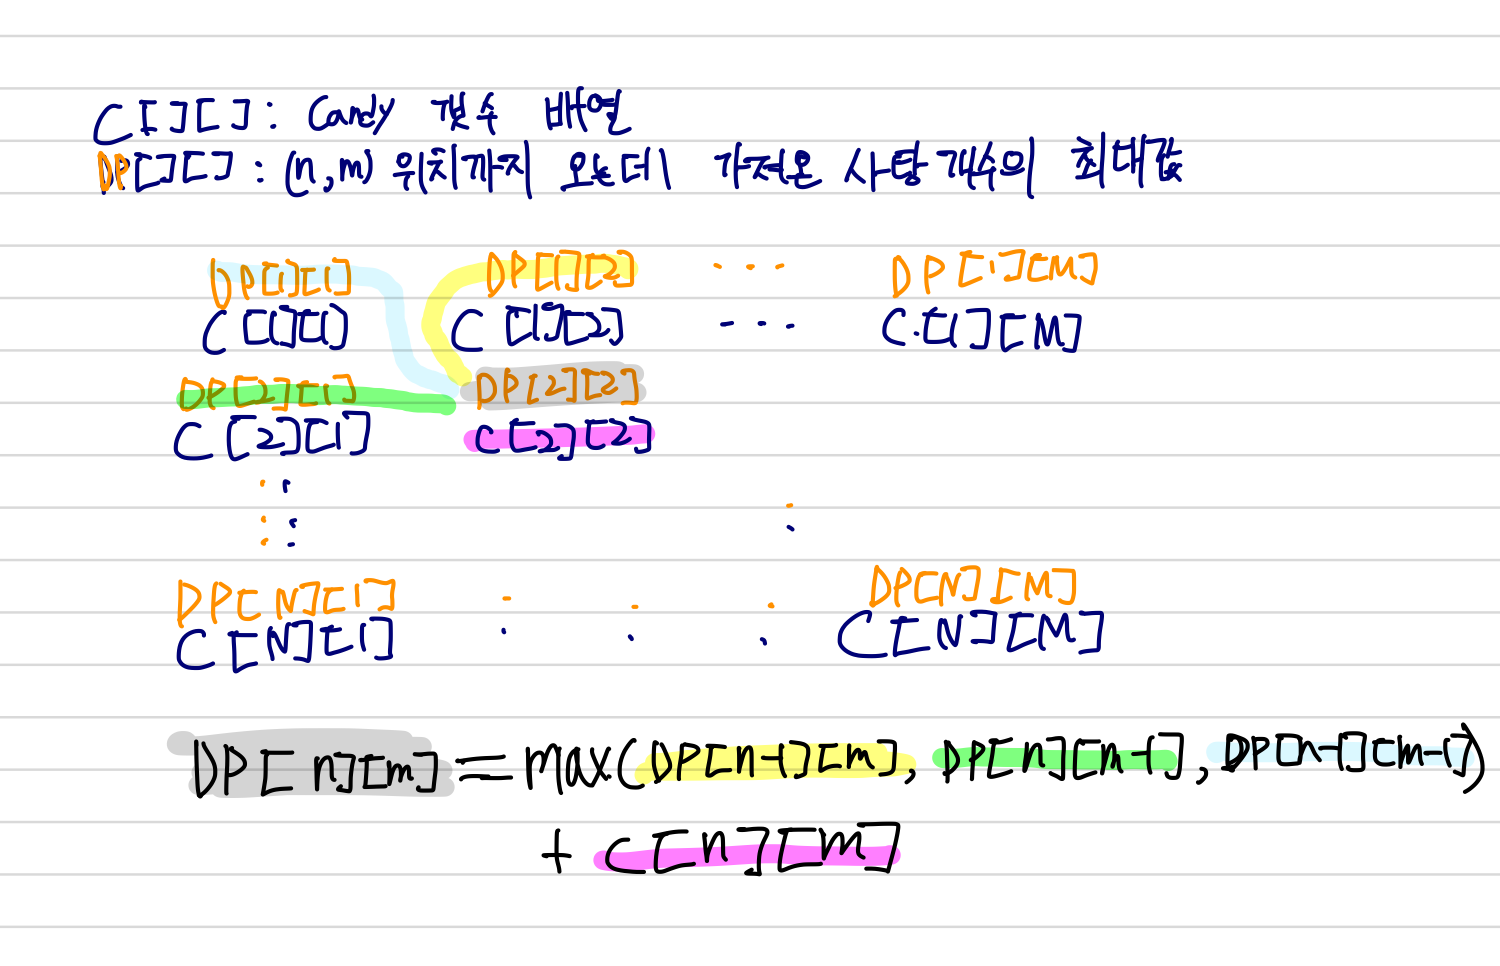 C[][] : Candy 갯수 배열
DP[][] : (n,m) 위치까지 오는데 가져온 사탕개수의 최대값
DP[1][1] DP[1][2] ... DP[1][M]
C[1][1] C[1][2] ... C[1][M]
DP[2][1] DP[2][2]
C[2][1] C[2][2]
DP[N][1] . . . DP[N][M]
C[N][1] . . . C[N][M]
DP[n][m] = max(DP[n-1][m], DP[n][m-1], DP[n-1][m-1])
+ C[n][m]